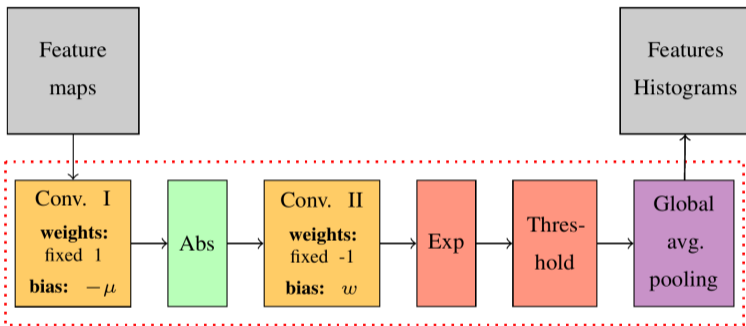 Feature
maps
Features
Histograms
Conv. I
weights:
fixed 1
bias: −μ
Abs
Conv. II
weights:
fixed -1
bias: w
Exp
Thres-
hold
Global
avg.
pooling